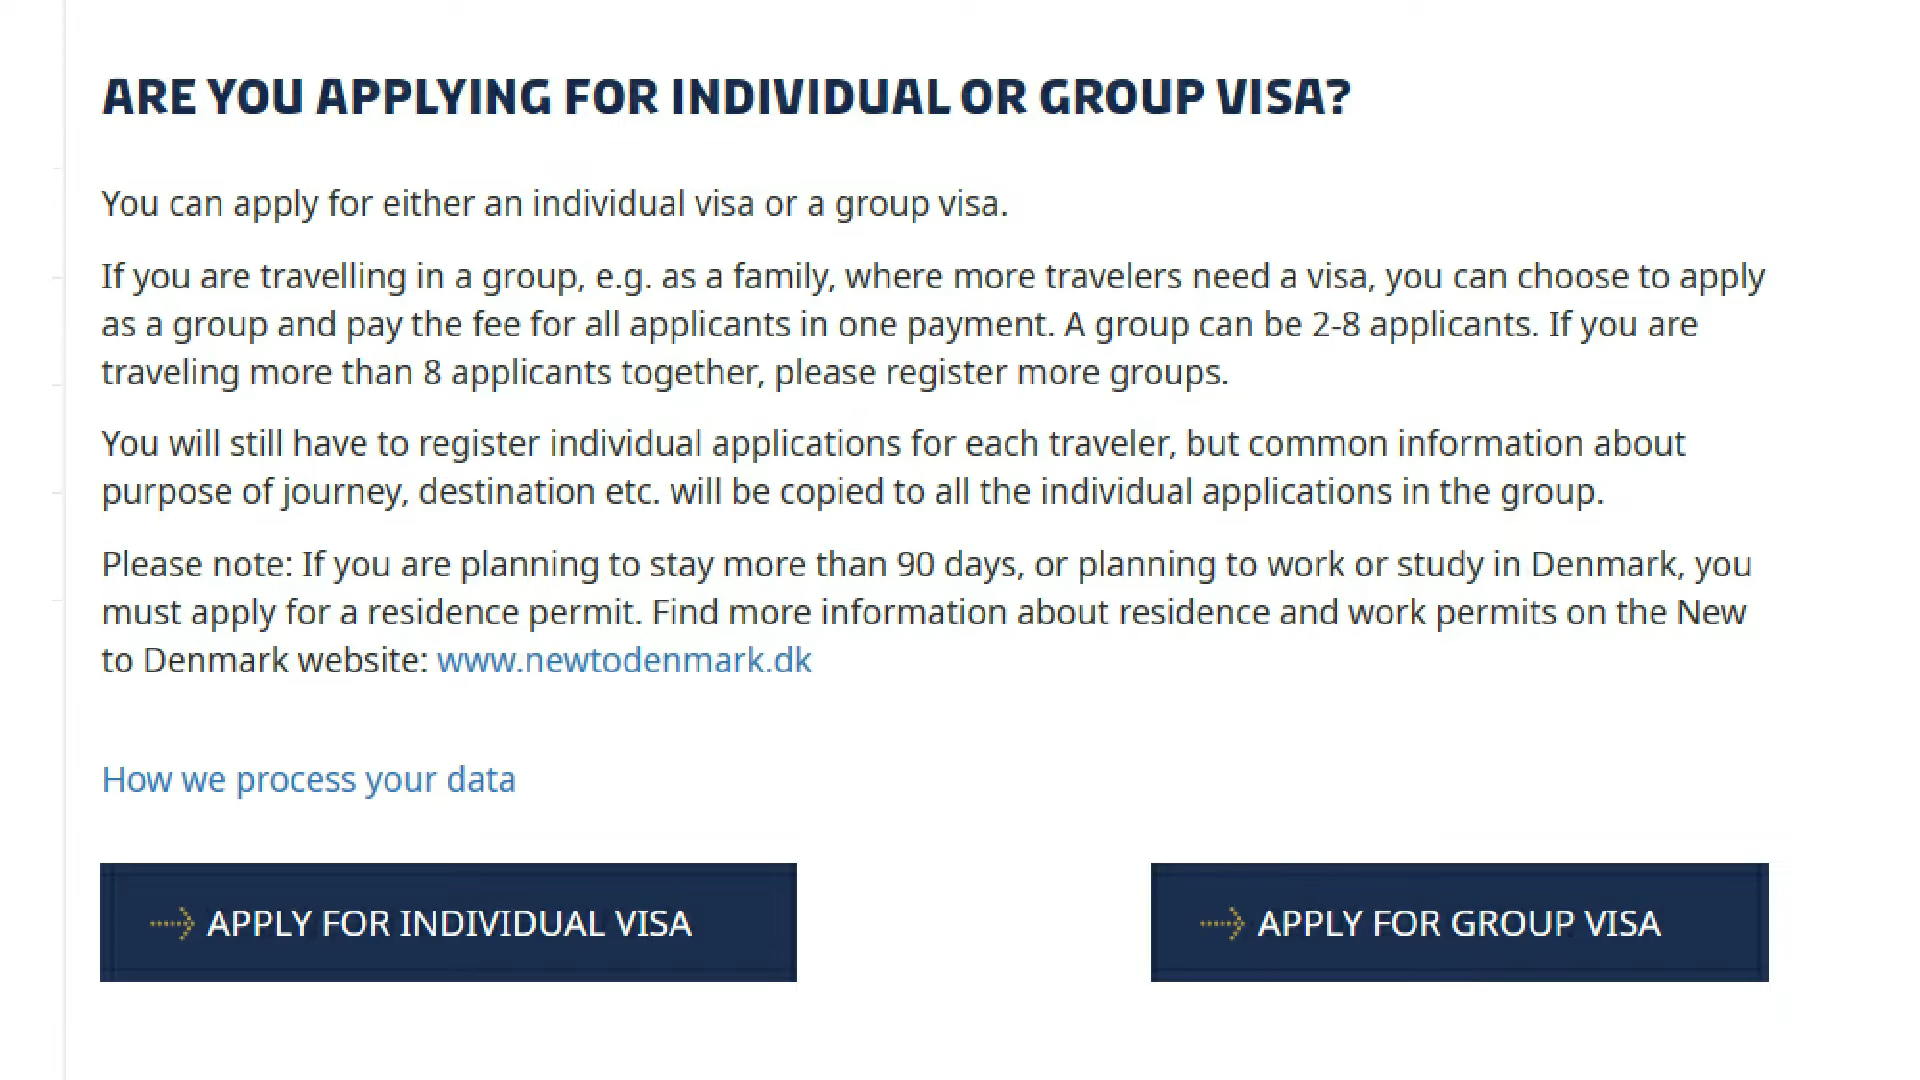 ARE YOU APPLYING FOR INDIVIDUAL OR GROUP VISA?
You can apply for either an individual visa or a group visa.
If you are travelling in a group, e.g. as a family, where more travelers need a visa, you can choose to apply
as a group and pay the fee for all applicants in one payment. A group can be 2-8 applicants. If you are
traveling more than 8 applicants together, please register more groups.
You will still have to register individual applications for each traveler, but common information about
purpose of journey, destination etc. will be copied to all the individual applications in the group.
Please note: If you are planning to stay more than 90 days, or planning to work or study in Denmark, you
must apply for a residence permit. Find more information about residence and work permits on the New
to Denmark website: www.newtodenmark.dk
How we process your data
APPLY FOR INDIVIDUAL VISA
APPLY FOR GROUP VISA